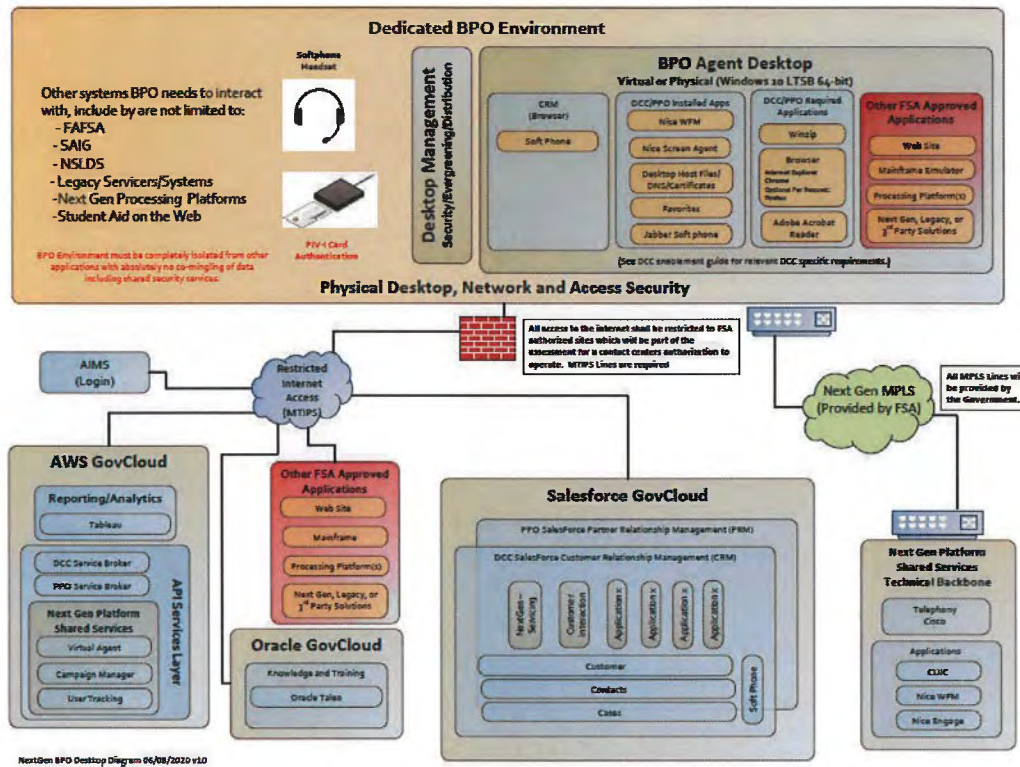 Dedicated BPO Environment
Other systems BPO needs to interact
with, include by are not limited to:
- FAFSA
- SAIG
- NSLDS
- Legacy Servicers/Systems
-Next Gen Processing Platforms
- Student Aid on the Web
BPO Environment must be completely isolated from other
applications with absolutely no co-mingling of data
including shared security services.
Softphone
Headset
PIV-I Card
Authentication
Desktop Management
Security/Evergreening/Distribution
BPO Agent Desktop
Virtual or Physical (Windows 10 LTSB 64-bit)
CRM
(Browser)
Soft Phone
DCC/PPO Installed Apps
Nice WFM
Nice Screen Agent
Desktop Host Files/
DNS/Certificates
Favorites
Jabber Soft phone
DCC/PPO Required
Applications
Winzip
Browser
Internet Explorer
Chrome
Optional Per Request:
Firefox
Adobe Acrobat
Reader
Other FSA Approved
Applications
Web Site
Mainframe Emulator
Processing Platform(s)
Next Gen, Legacy, or
3rd Party Solutions
(See DCC enablement guide for relevant DCC specific requirements.)
Physical Desktop, Network and Access Security
All access to the internet shall be restricted to FSA
authorized sites which will be part of the
assessment for a contact centers authorization to
operate. MTIPS Lines are required
AIMS
(Login)
Restricted
Internet
Access
(MTIPS)
Next Gen MPLS
(Provided by FSA)
All MPLS Lines wil
be provided by
the Government.
AWS GovCloud
Reporting/Analytics
Tableau
DCC Service Broker
PPO Service Broker
Next Gen Platform
Shared Services
Virtual Agent
Campaign Manager
User Tracking
API Services Layer
Other FSA Approved
Applications
Web Site
Mainframe
Processing Platform(s)
Next Gen, Legacy, or
3rd Party Solutions
Oracle GovCloud
Knowledge and Training
Oracle Taleo
Salesforce GovCloud
PPO SalesForce Partner Relationship Management (PRM)
DCC SalesForce Customer Relationship Management (CRM)
NextGen –
Servicing
Customer
Interaction
Application x
Application x
Application x
Application x
Customer
Contacts
Cases
Soft Phone
Next Gen Platform
Shared Services
Technical Backbone
Telephony
Cisco
Applications
CUIC
Nice WFM
Nice Engage
NextGen BPO Desktop Diagram 06/08/2020 v10